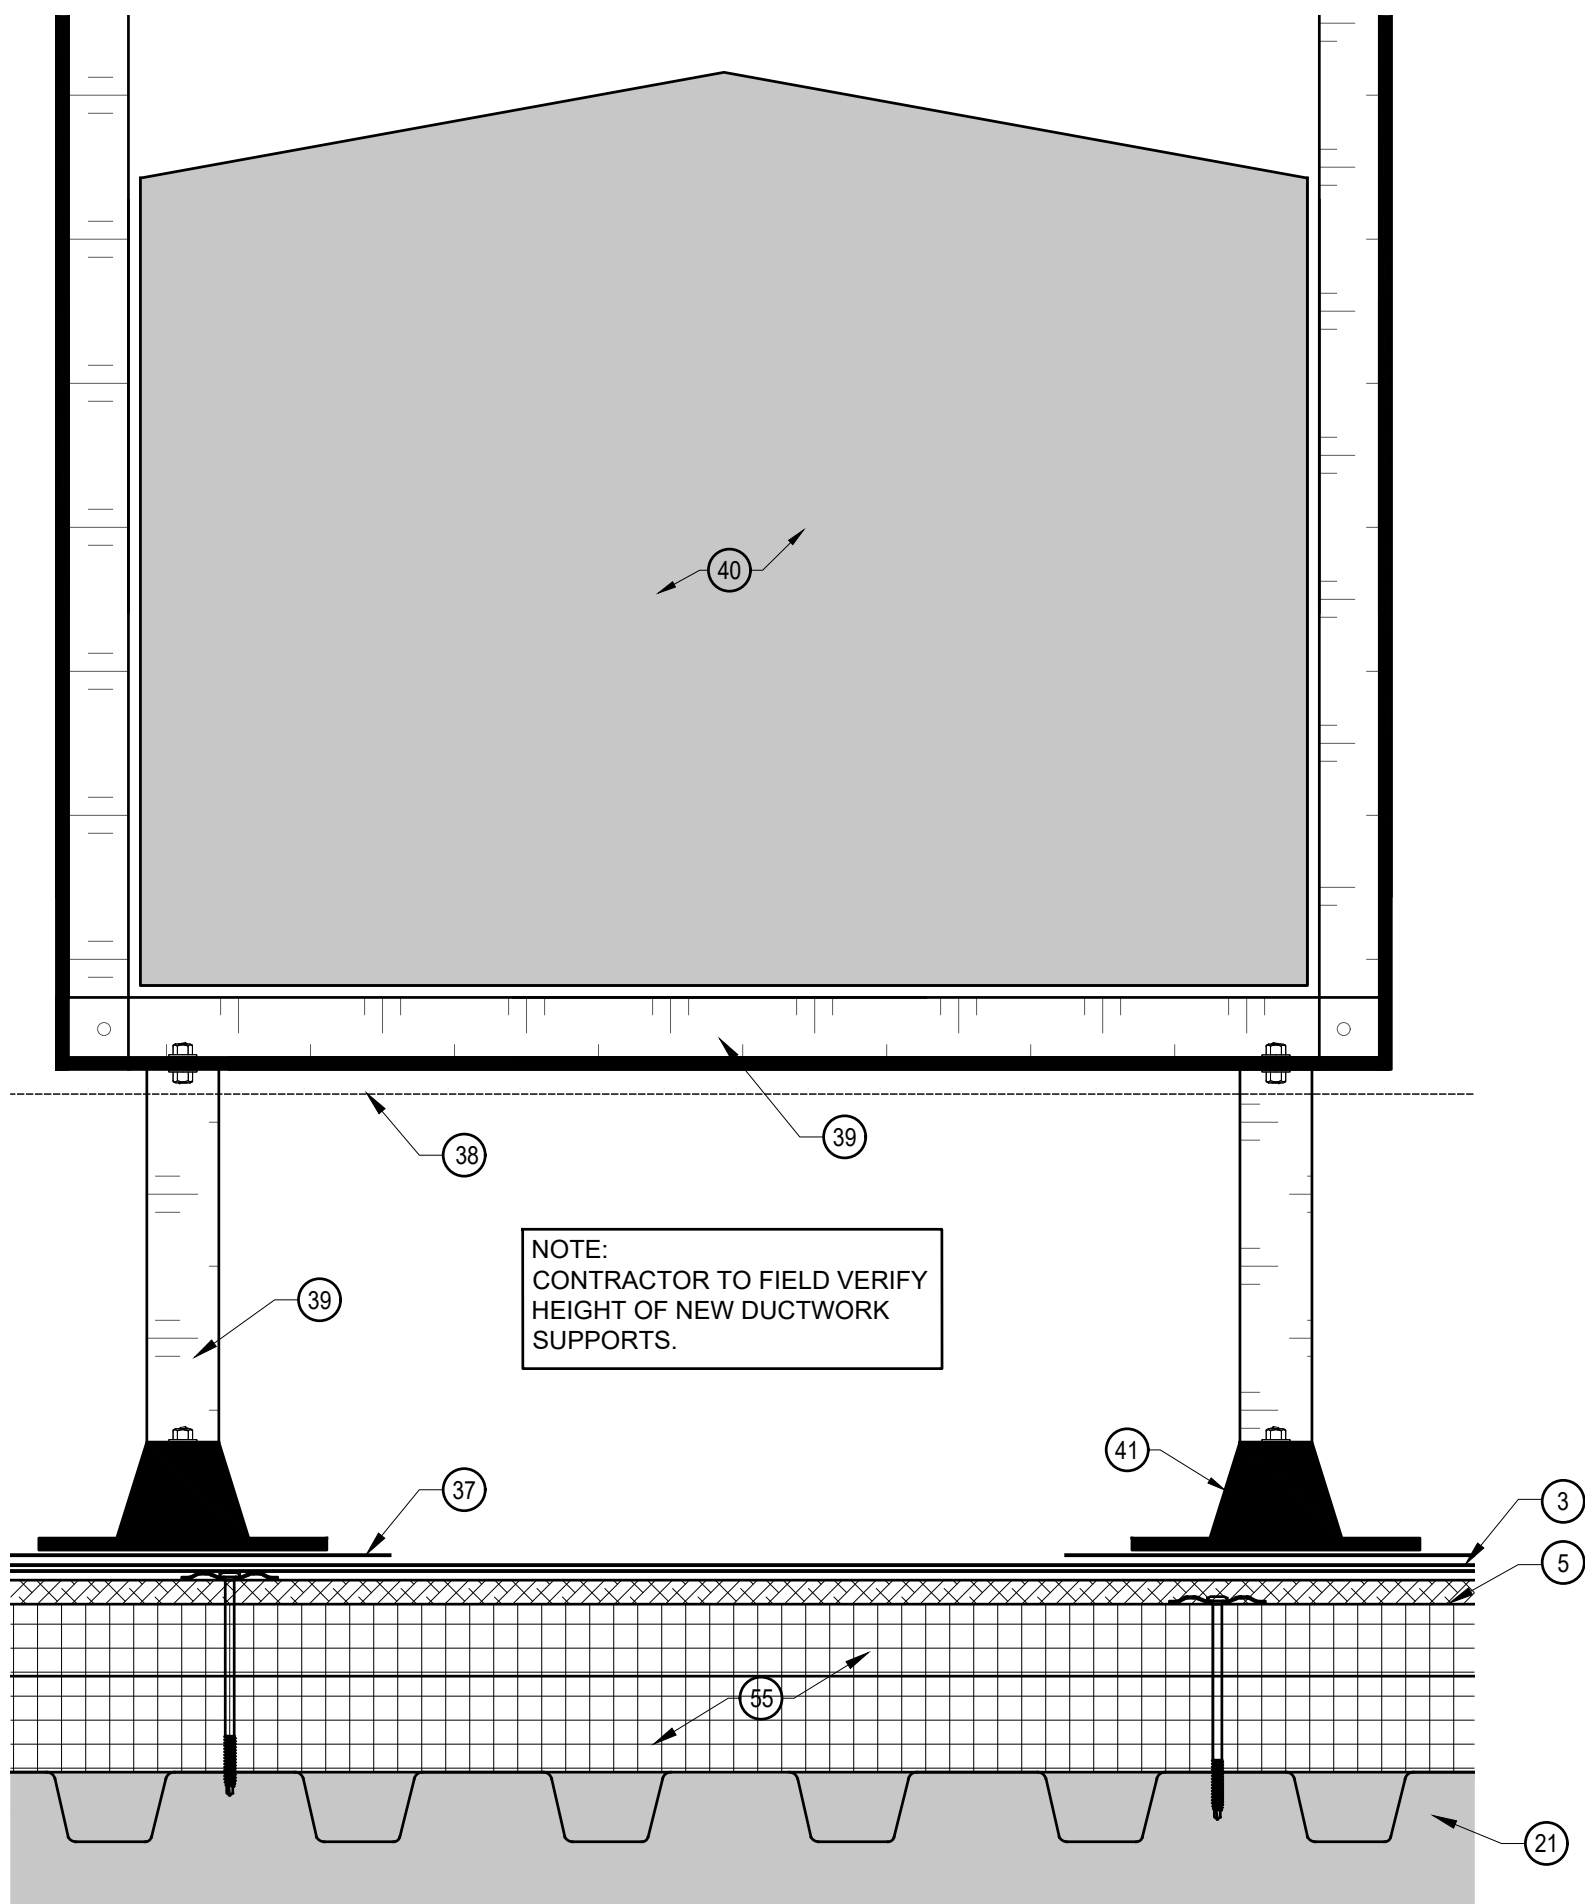 40
39
38
NOTE:
CONTRACTOR TO FIELD VERIFY
HEIGHT OF NEW DUCTWORK
SUPPORTS.
39
41
37
3
5
55
21